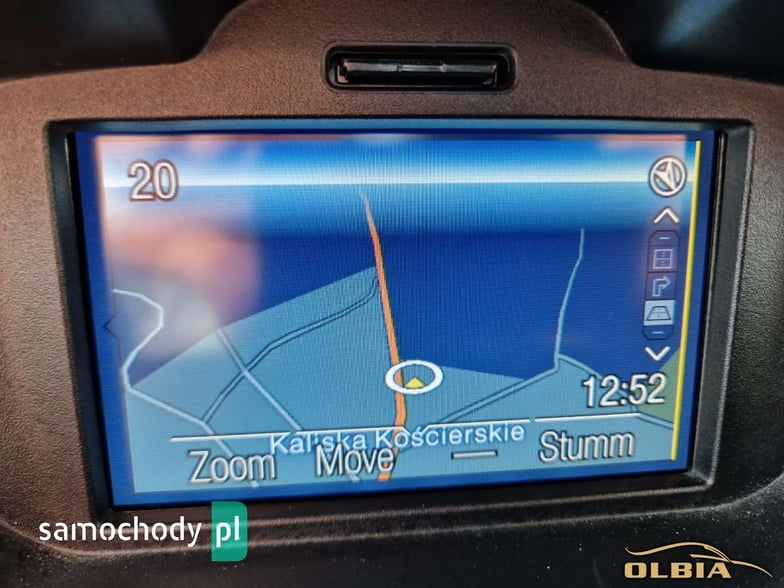 20
12:52
Kaliska Kościerskie
Zoom Move Stumm
samochody pl
OLBIA